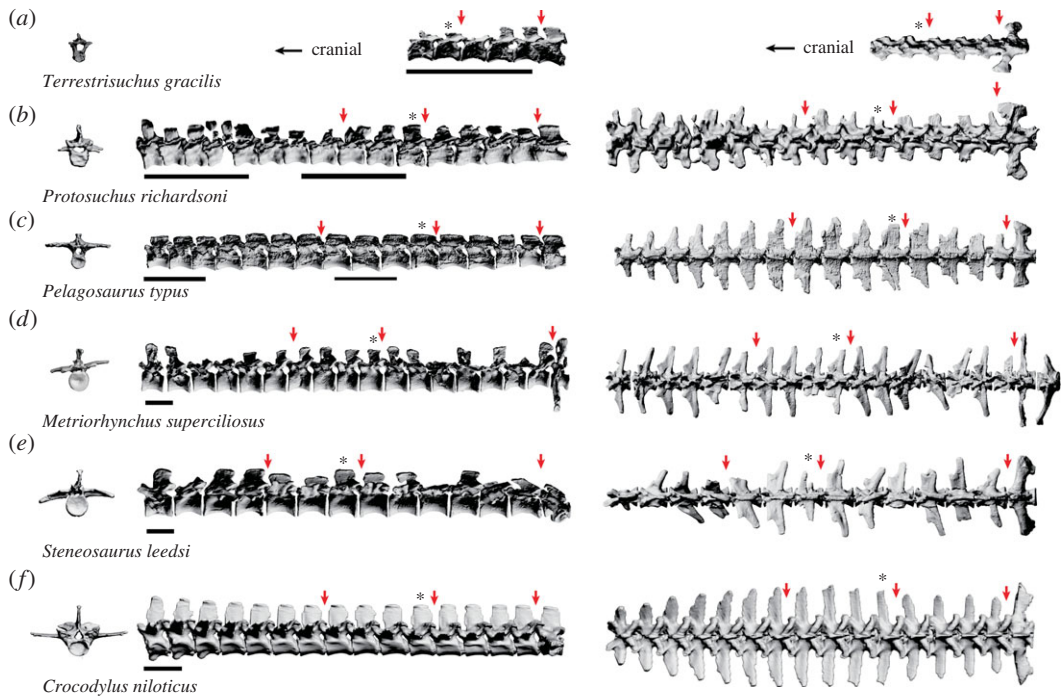 (a)
* *
← cranial ← cranial
Terrestrisuchus gracilis
(b)
* *
Protosuchus richardsoni
(c)
* *
Pelagosaurus typus
(d)
* *
Metriorhynchus superciliosus
(e)
* *
Steneosaurus leedsi
(f)
* *
Crocodylus niloticus